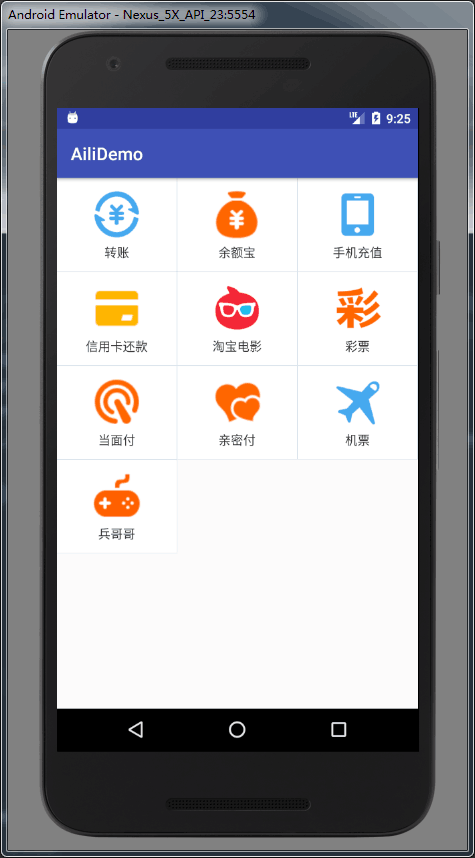 Android Emulator - Nexus_5X_API_23:5554
LTE 9:25
AiliDemo
转账 余额宝 手机充值
彩
信用卡还款 淘宝电影 彩票
当面付 亲密付 机票
兵哥哥